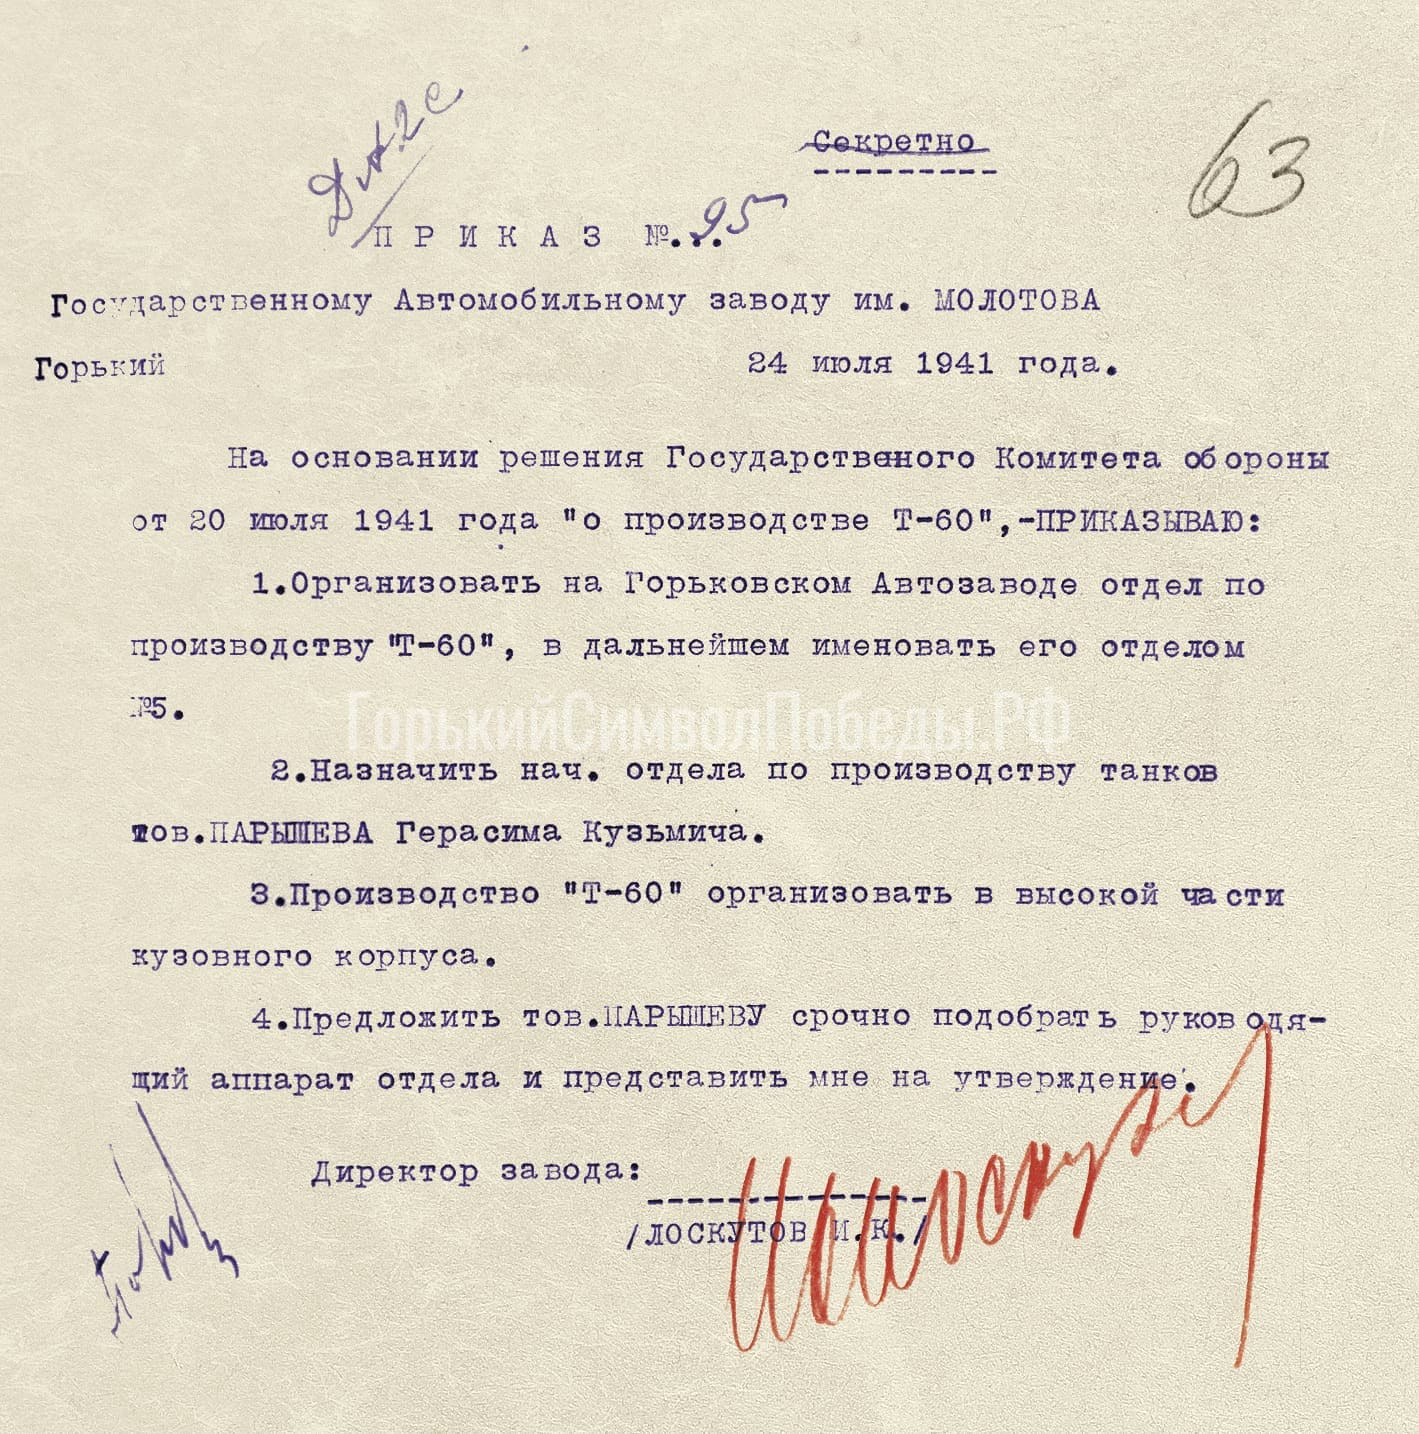 Секретно
63
ПРИКАЗ №...95
Государственному Автомобильному заводу им. МОЛОТОВА
Горький 24 июля 1941 года.
На основании решения Государственого Комитета обороны
от 20 июля 1941 года "о производстве Т-60",-ПРИКАЗЫВАЮ:
1.Организовать на Горьковском Автозаводе отдел по
производству "Т-60", в дальнейшем именовать его отделом
№5.
ГорькийСимволПобеды.РФ
2.Назначить нач. отдела по производству танков
тов.ПАРЫШЕВА Герасима Кузьмича.
3.Производство "Т-60" организовать в высокой части
кузовного корпуса.
4.Предложить тов.ПАРЫШЕВУ срочно подобрать руководя-
щий аппарат отдела и представить мне на утверждение.
Директор завода:
/ЛОСКУТОВ И.К./